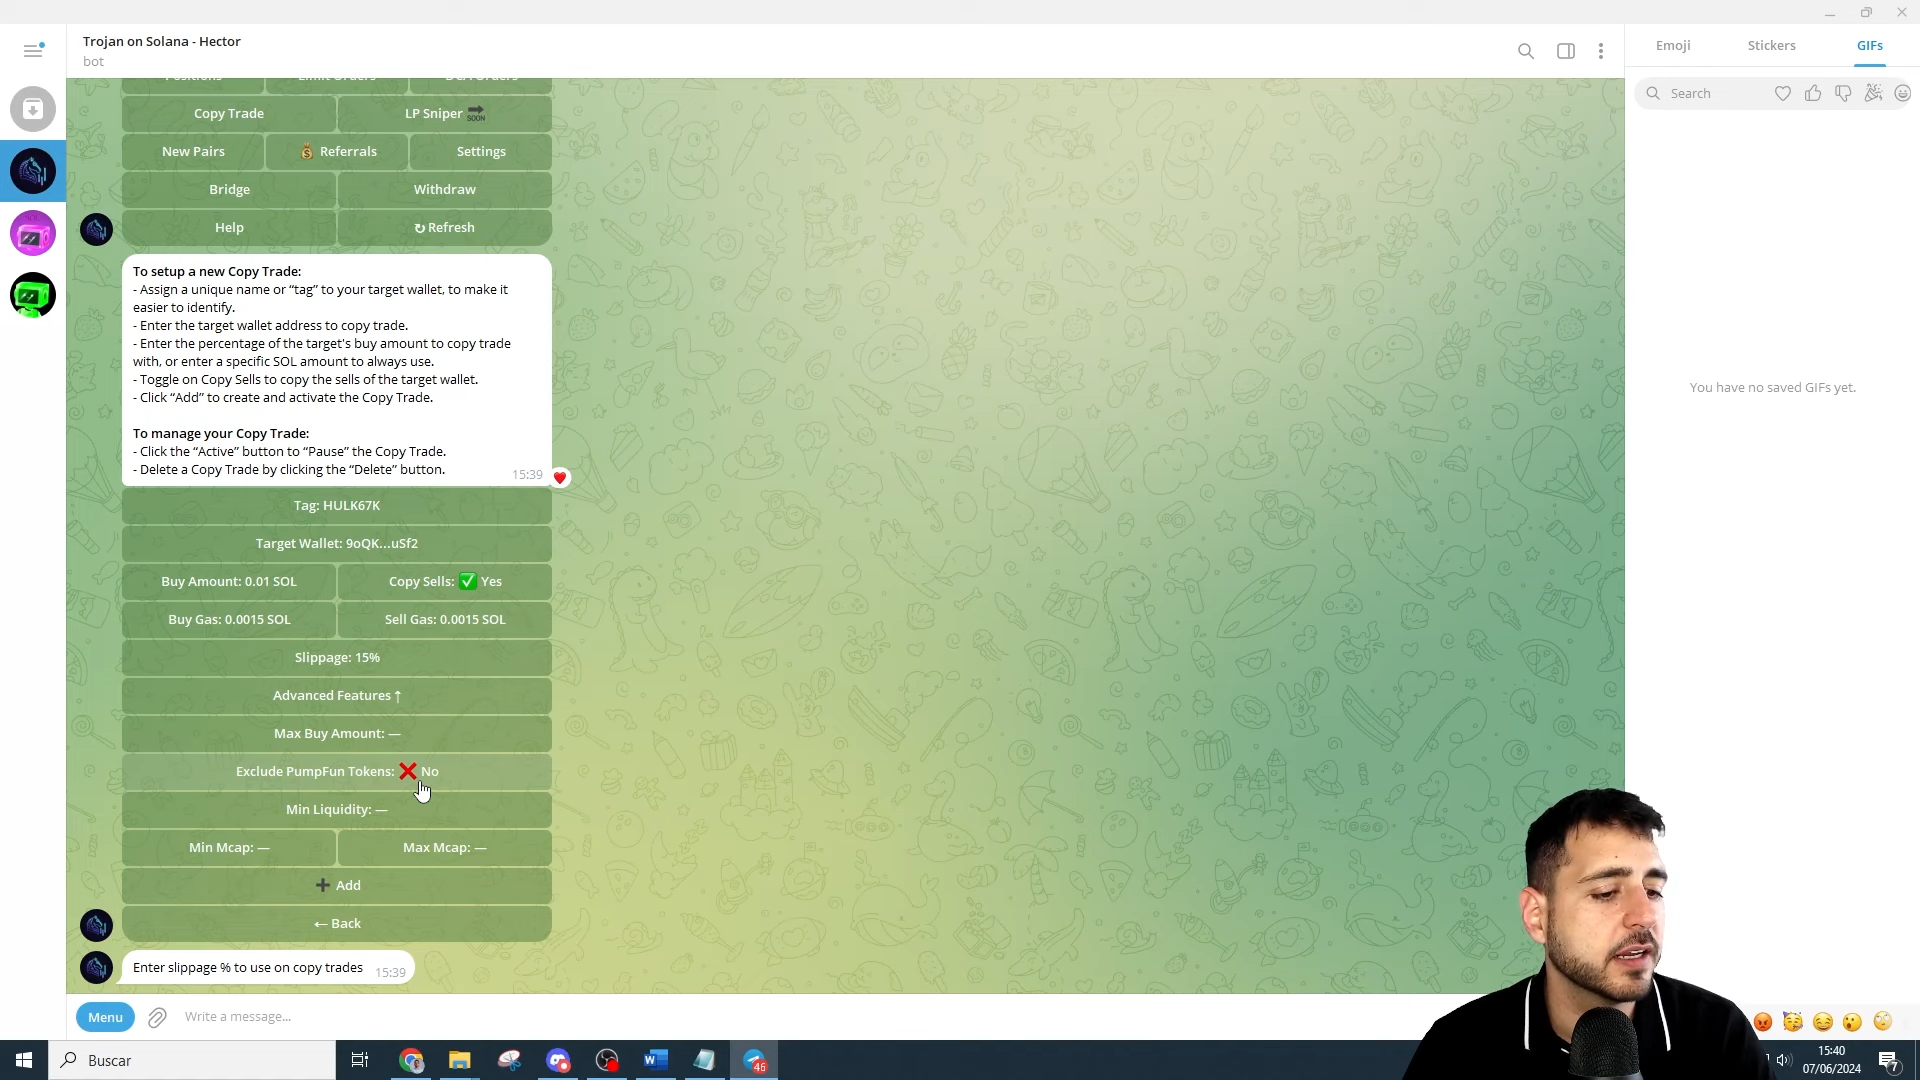 Trojan on Solana - Hector
bot
Emoji
Stickers
GIFs
Search
Positions
Limit Orders
DCA Orders
Copy Trade
LP Sniper SOON
New Pairs
Referrals
Settings
Bridge
Withdraw
Help
↻ Refresh
To setup a new Copy Trade:
- Assign a unique name or “tag” to your target wallet, to make it
easier to identify.
- Enter the target wallet address to copy trade.
- Enter the percentage of the target's buy amount to copy trade
with, or enter a specific SOL amount to always use.
- Toggle on Copy Sells to copy the sells of the target wallet.
- Click “Add” to create and activate the Copy Trade.
To manage your Copy Trade:
- Click the “Active” button to “Pause” the Copy Trade.
- Delete a Copy Trade by clicking the “Delete” button.
15:39
Tag: HULK67K
Target Wallet: 9oQK...uSf2
Buy Amount: 0.01 SOL
Copy Sells: ✅ Yes
Buy Gas: 0.0015 SOL
Sell Gas: 0.0015 SOL
Slippage: 15%
Advanced Features ↑
Max Buy Amount: —
Exclude PumpFun Tokens: ❌ No
Min Liquidity: —
Min Mcap: —
Max Mcap: —
➕ Add
← Back
Enter slippage % to use on copy trades
15:39
You have no saved GIFs yet.
Menu
Write a message...
Buscar
46
15:40
07/06/2024
7